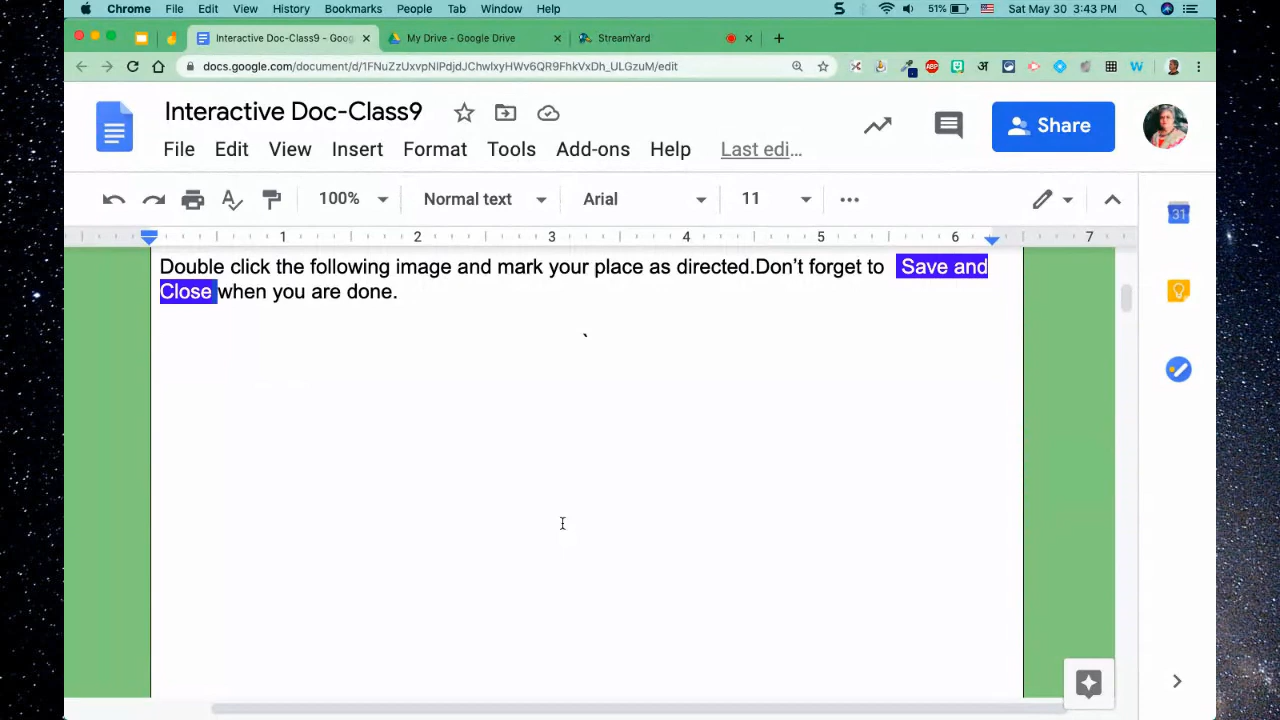 Chrome File Edit View History Bookmarks People Tab Window Help 51% Sat May 30 3:43 PM
Interactive Doc-Class9 - Goog My Drive - Google Drive StreamYard
docs.google.com/document/d/1FNuZzUxvpNIPdjdJChwlxyHWv6QR9FhkVxDh_ULGzuM/edit
Interactive Doc-Class9
Share
File Edit View Insert Format Tools Add-ons Help Last edi...
100% Normal text Arial 11
1 2 3 4 5 6 7
31
Double click the following image and mark your place as directed.Don’t forget to Save and
Close when you are done.
`